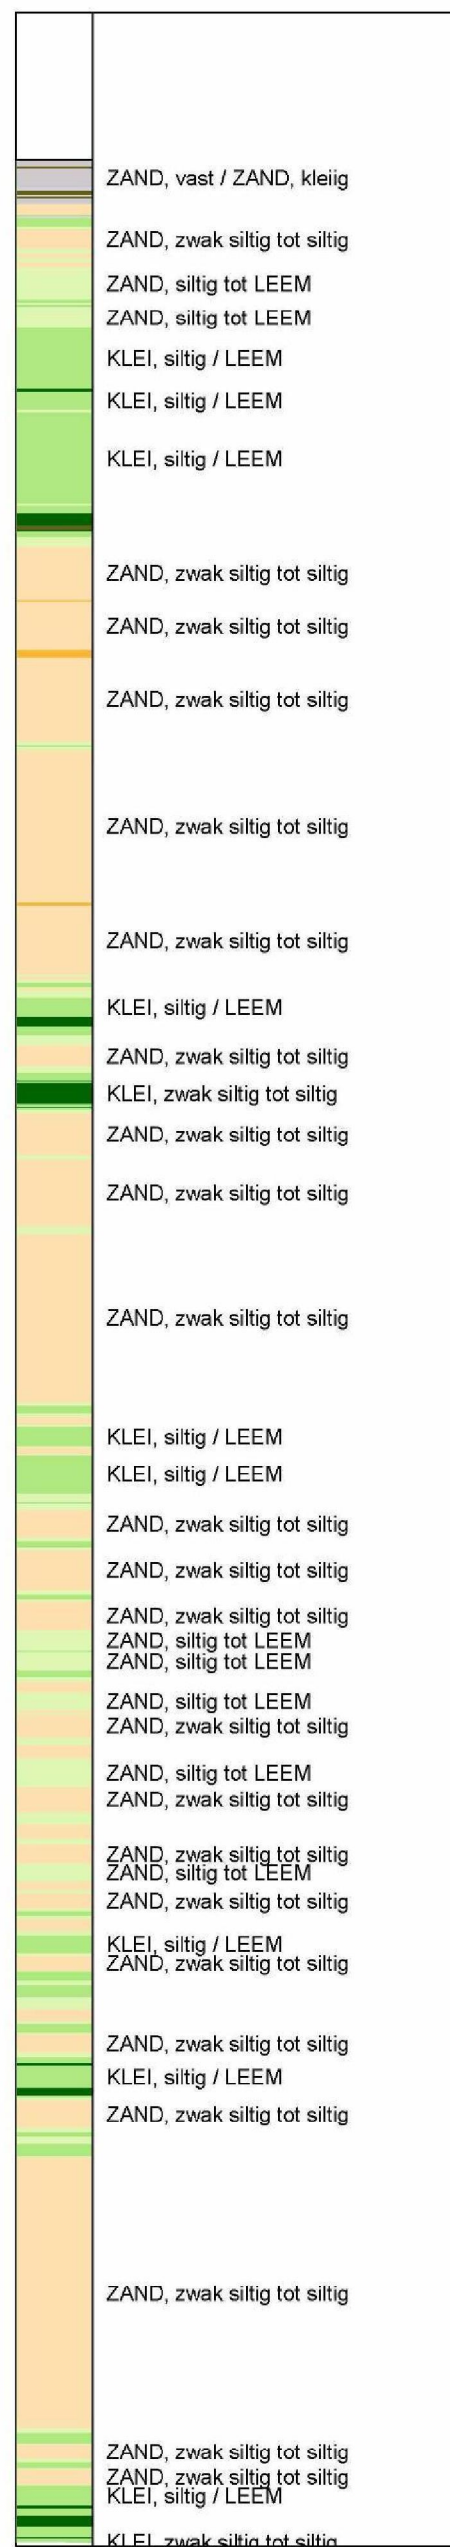 ZAND, vast / ZAND, kleiig
ZAND, zwak siltig tot siltig
ZAND, siltig tot LEEM
ZAND, siltig tot LEEM
KLEI, siltig / LEEM
KLEI, siltig / LEEM
KLEI, siltig / LEEM
ZAND, zwak siltig tot siltig
ZAND, zwak siltig tot siltig
ZAND, zwak siltig tot siltig
ZAND, zwak siltig tot siltig
ZAND, zwak siltig tot siltig
KLEI, siltig / LEEM
ZAND, zwak siltig tot siltig
KLEI, zwak siltig tot siltig
ZAND, zwak siltig tot siltig
ZAND, zwak siltig tot siltig
ZAND, zwak siltig tot siltig
KLEI, siltig / LEEM
KLEI, siltig / LEEM
ZAND, zwak siltig tot siltig
ZAND, zwak siltig tot siltig
ZAND, zwak siltig tot siltig
ZAND, siltig tot LEEM
ZAND, siltig tot LEEM
ZAND, siltig tot LEEM
ZAND, zwak siltig tot siltig
ZAND, siltig tot LEEM
ZAND, zwak siltig tot siltig
ZAND, zwak siltig tot siltig
ZAND, siltig tot LEEM
ZAND, zwak siltig tot siltig
KLEI, siltig / LEEM
ZAND, zwak siltig tot siltig
ZAND, zwak siltig tot siltig
KLEI, siltig / LEEM
ZAND, zwak siltig tot siltig
ZAND, zwak siltig tot siltig
ZAND, zwak siltig tot siltig
ZAND, zwak siltig tot siltig
KLEI, siltig / LEEM
KLEI, zwak siltig tot siltig